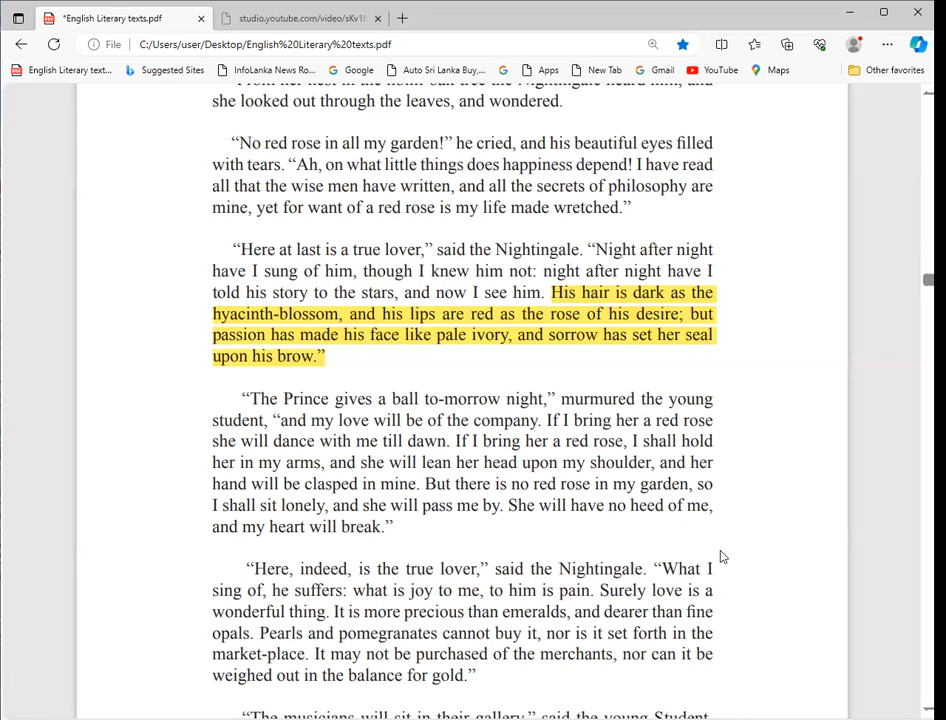 *English Literary texts.pdf
studio.youtube.com/video/sKv1
File
C:/Users/user/Desktop/English%20Literary%20texts.pdf
English Literary text...
Suggested Sites
InfoLanka News Ro...
Google
Auto Sri Lanka Buy,...
Apps
New Tab
Gmail
YouTube
Maps
Other favorites
she looked out through the leaves, and wondered.
“No red rose in all my garden!” he cried, and his beautiful eyes filled
with tears. “Ah, on what little things does happiness depend! I have read
all that the wise men have written, and all the secrets of philosophy are
mine, yet for want of a red rose is my life made wretched.”
“Here at last is a true lover,” said the Nightingale. “Night after night
have I sung of him, though I knew him not: night after night have I
told his story to the stars, and now I see him. His hair is dark as the
hyacinth-blossom, and his lips are red as the rose of his desire; but
passion has made his face like pale ivory, and sorrow has set her seal
upon his brow.”
“The Prince gives a ball to-morrow night,” murmured the young
student, “and my love will be of the company. If I bring her a red rose
she will dance with me till dawn. If I bring her a red rose, I shall hold
her in my arms, and she will lean her head upon my shoulder, and her
hand will be clasped in mine. But there is no red rose in my garden, so
I shall sit lonely, and she will pass me by. She will have no heed of me,
and my heart will break.”
“Here, indeed, is the true lover,” said the Nightingale. “What I
sing of, he suffers: what is joy to me, to him is pain. Surely love is a
wonderful thing. It is more precious than emeralds, and dearer than fine
opals. Pearls and pomegranates cannot buy it, nor is it set forth in the
market-place. It may not be purchased of the merchants, nor can it be
weighed out in the balance for gold.”
“The musicians will sit in their gallery,” said the young Student,